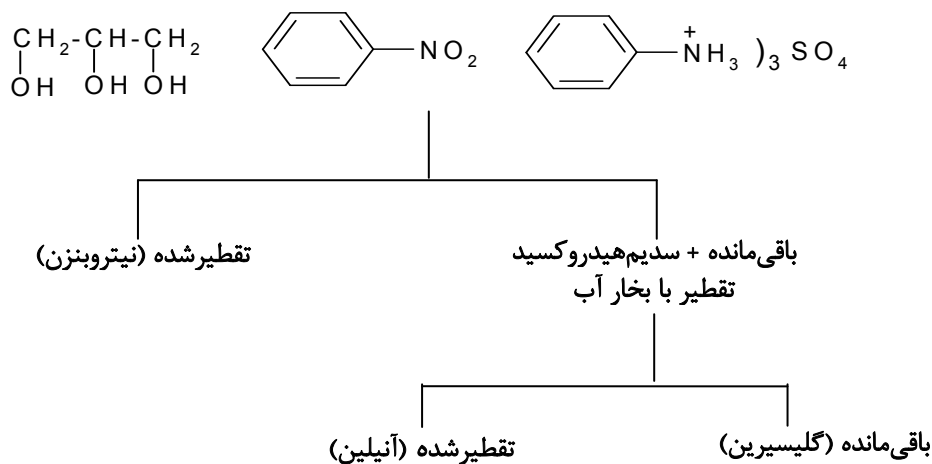 CH₂-CH-CH₂
OH OH OH
NO₂
+
NH₃ )₃ SO₄
تقطیرشده (نیتروبنزن)
باقی‌مانده + سدیم‌هیدروکسید
تقطیر با بخار آب
تقطیرشده (آنیلین)
باقی‌مانده (گلیسیرین)